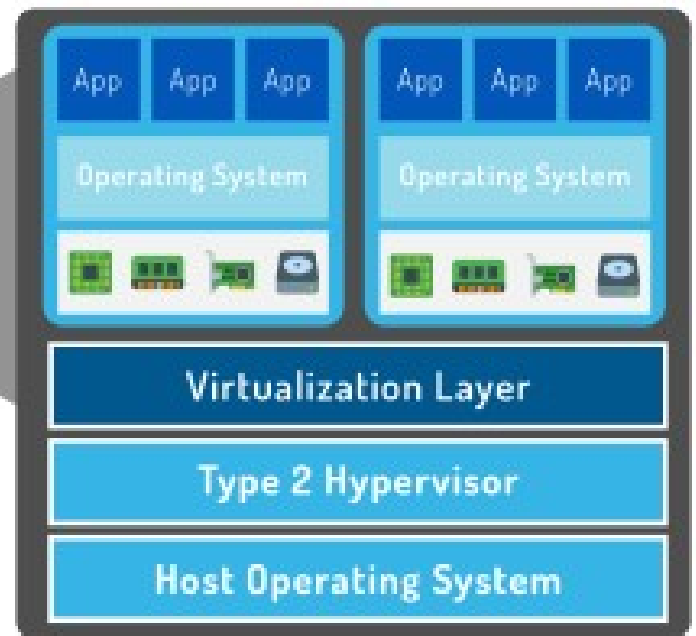 App App App App App App
Operating System Operating System
Virtualization Layer
Type 2 Hypervisor
Host Operating System